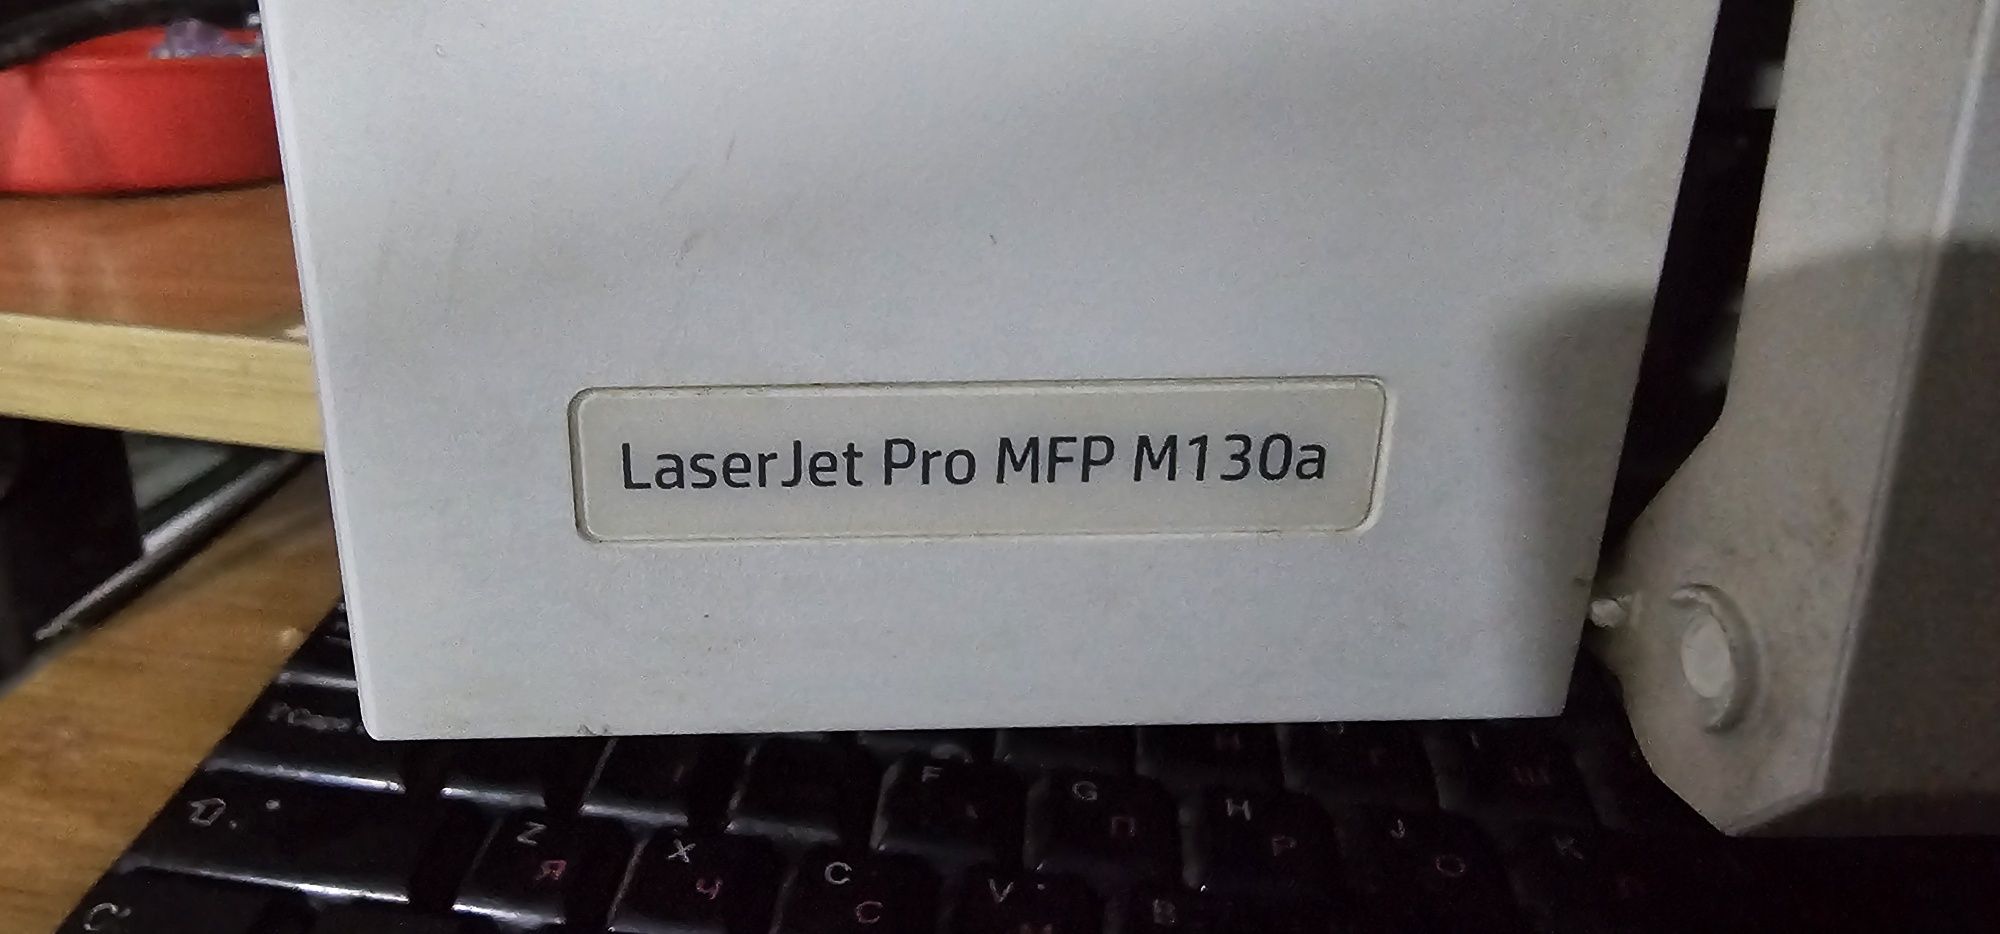 LaserJet Pro MFP M130a
F
G П
H Р
J О
K
Z Я
X Ч
C С
V
B